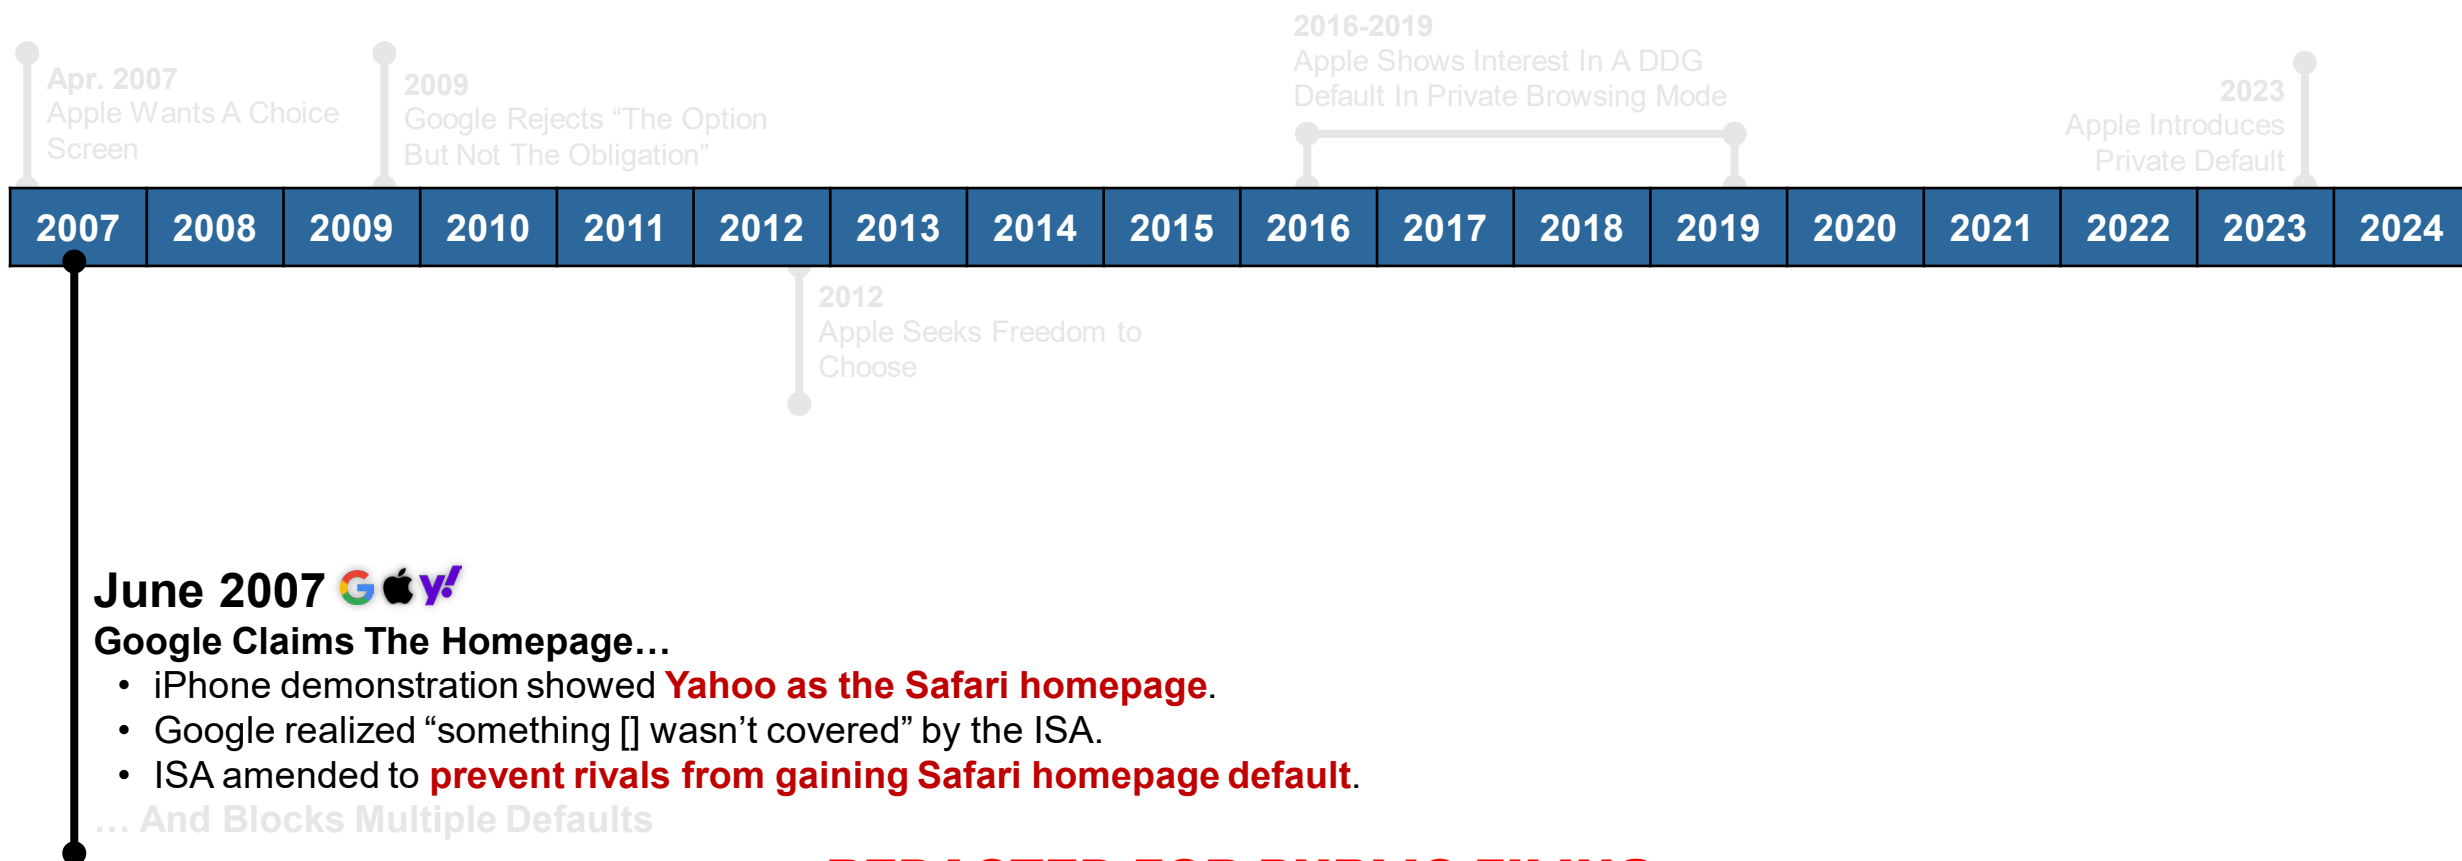 2016-2019
Apple Shows Interest In A DDG
Default In Private Browsing Mode
Apr. 2007
Apple Wants A Choice
Screen
2009
Google Rejects “The Option
But Not The Obligation”
2023
Apple Introduces
Private Default
2007 2008 2009 2010 2011 2012 2013 2014 2015 2016 2017 2018 2019 2020 2021 2022 2023 2024
2012
Apple Seeks Freedom to
Choose
June 2007
Google Claims The Homepage…
• iPhone demonstration showed Yahoo as the Safari homepage.
• Google realized “something [] wasn’t covered” by the ISA.
• ISA amended to prevent rivals from gaining Safari homepage default.
… And Blocks Multiple Defaults
REDACTED FOR PUBLIC FILING